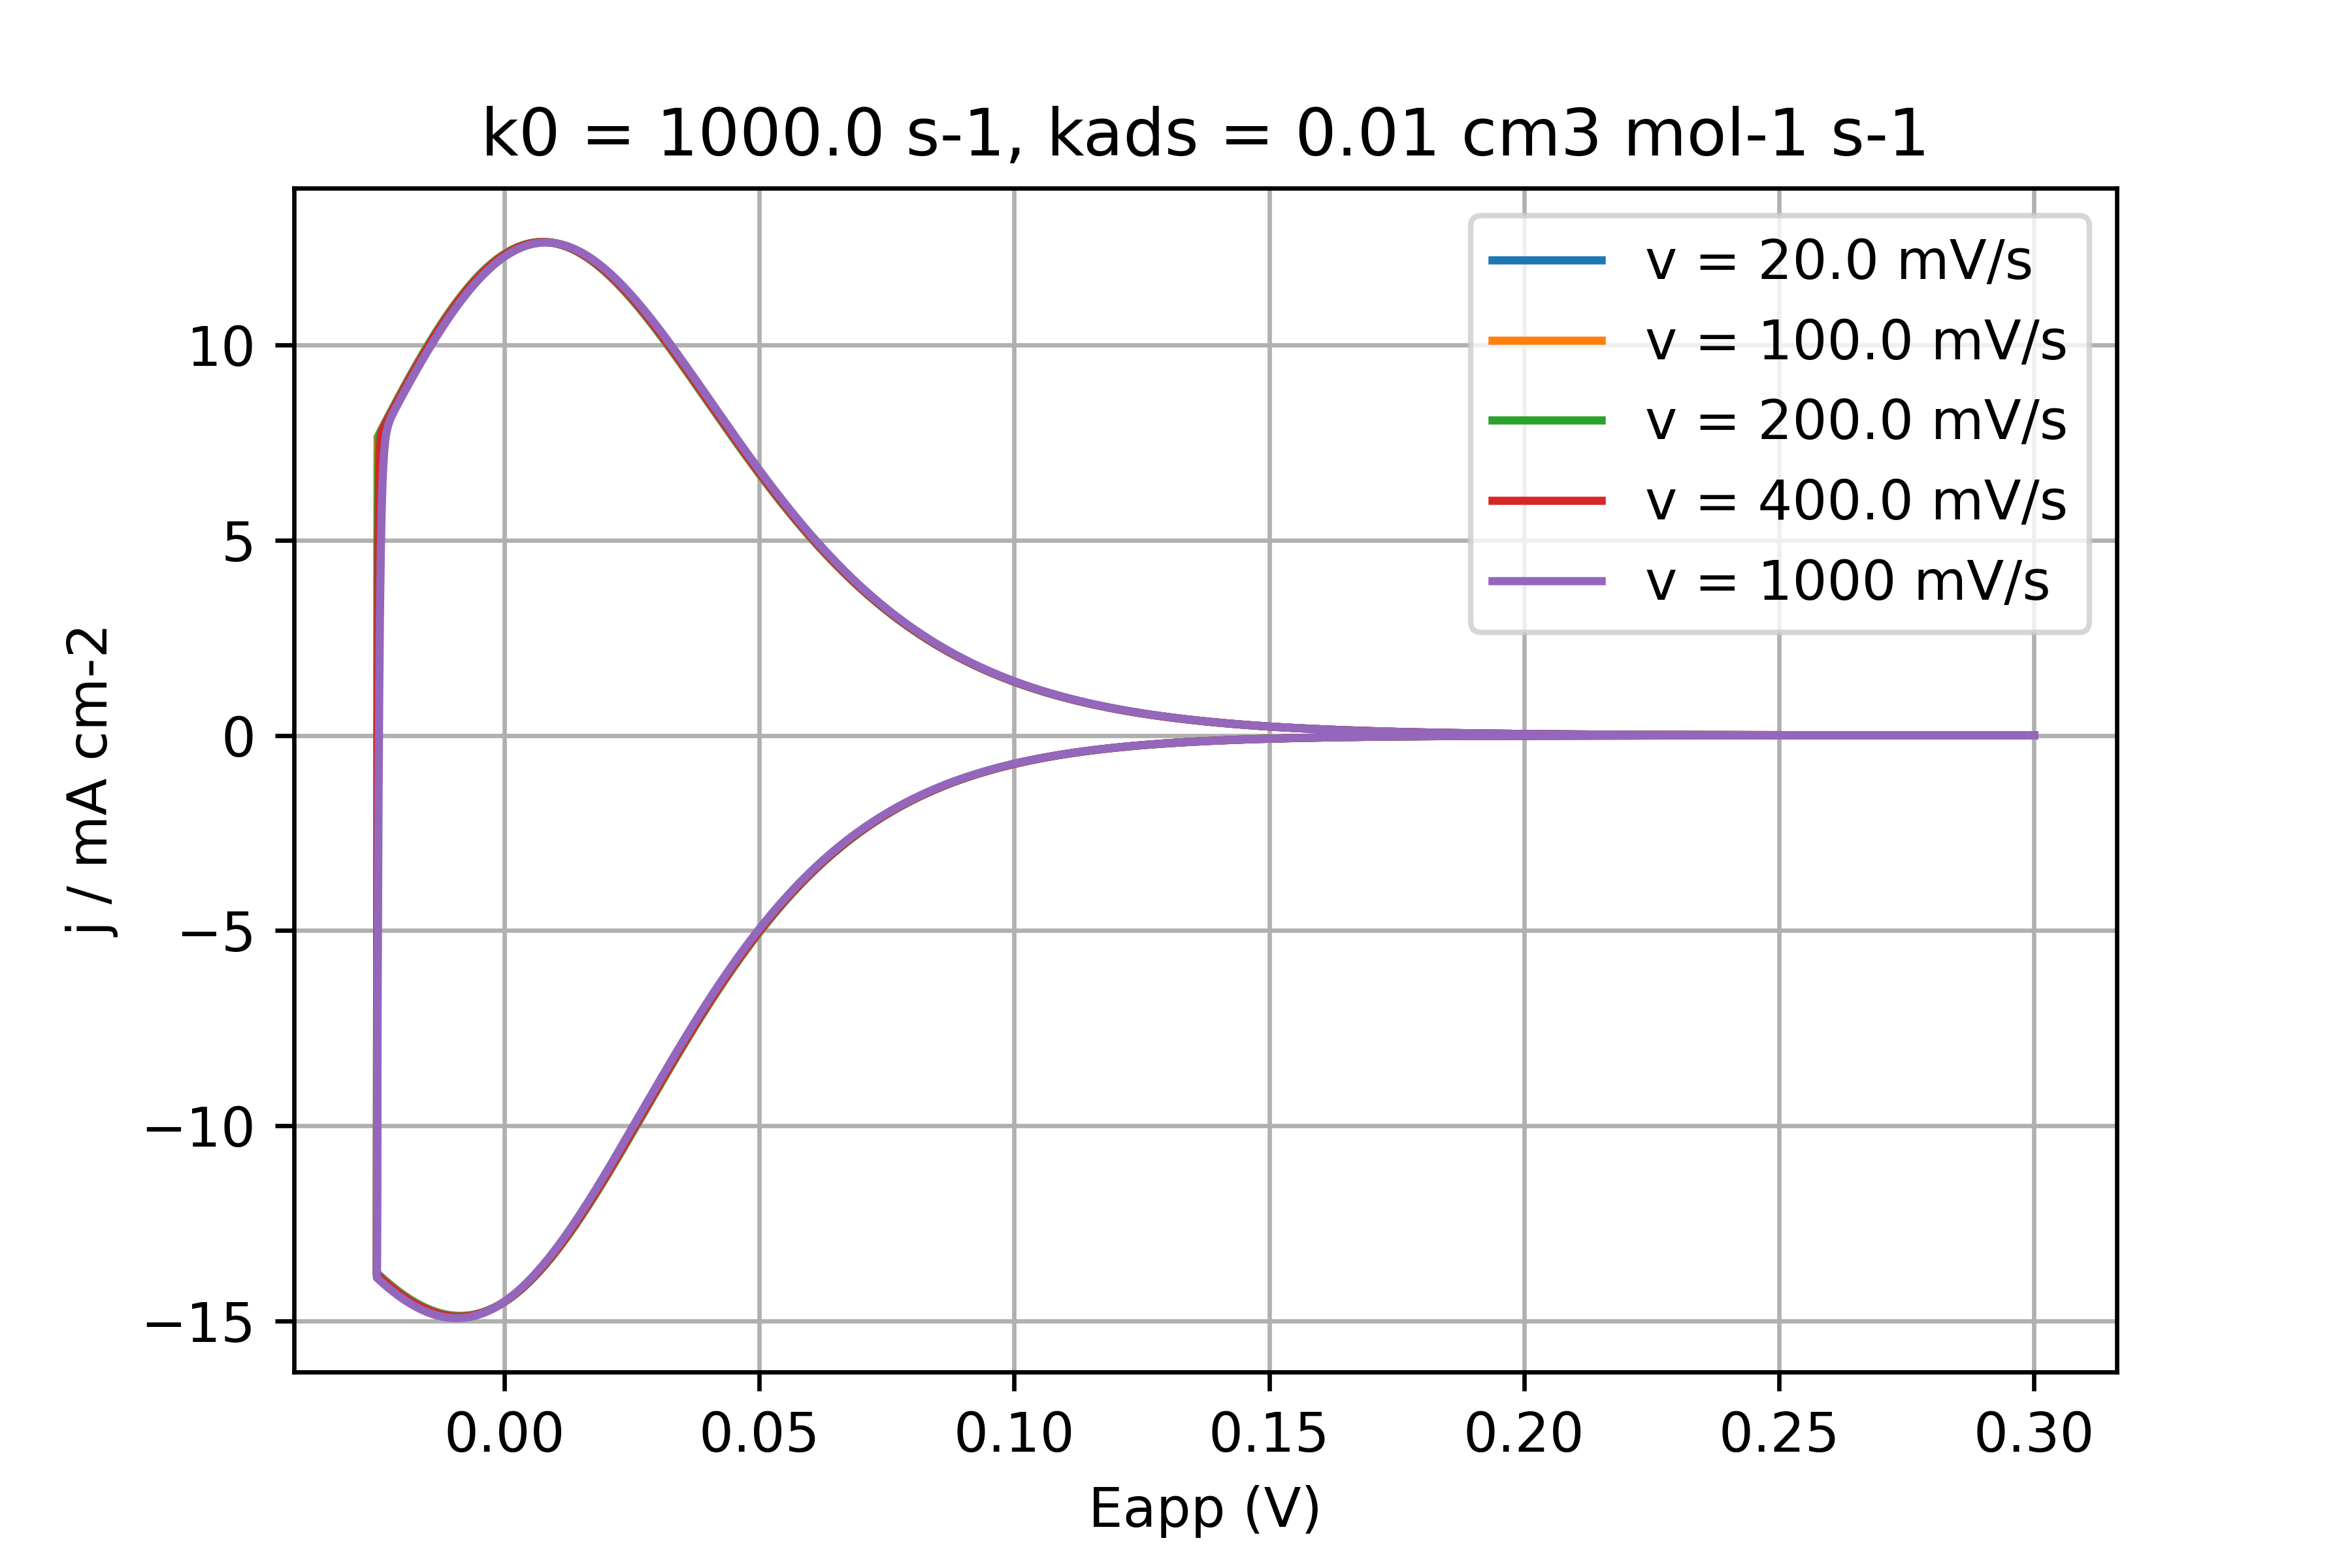 k0 = 1000.0 s-1, kads = 0.01 cm3 mol-1 s-1
v = 20.0 mV/s
v = 100.0 mV/s
v = 200.0 mV/s
v = 400.0 mV/s
v = 1000 mV/s
10
5
0
−5
−10
−15
j / mA cm-2
0.00 0.05 0.10 0.15 0.20 0.25 0.30
Eapp (V)